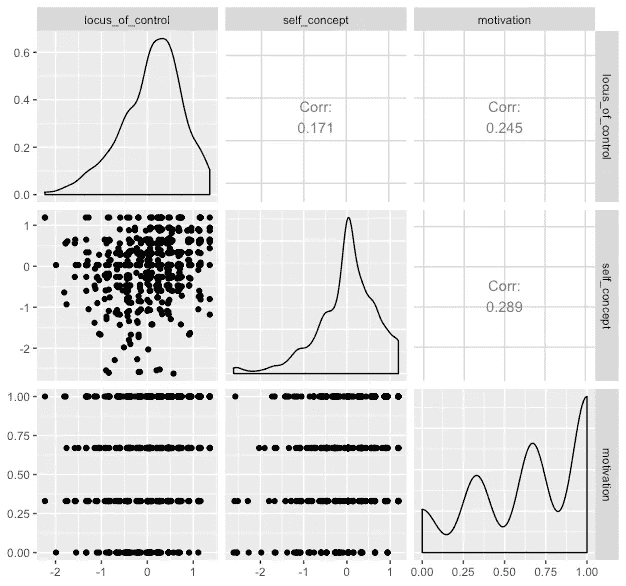 locus_of_control self_concept motivation
0.6
0.4
0.2
0.0
Corr:
0.171
Corr:
0.245
locus_of_control
1
0
-1
-2
Corr:
0.289
self_concept
1.00
0.75
0.50
0.25
0.00
motivation
-2 -1 0 1 -2 -1 0 1 0.00 0.25 0.50 0.75 1.00